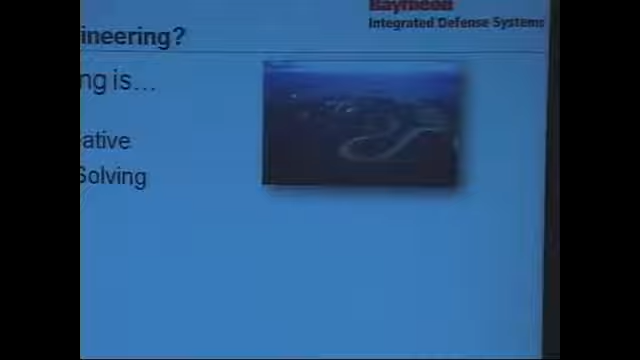 Raytheon
Integrated Defense Systems
ineering?
ng is...
ative
Solving